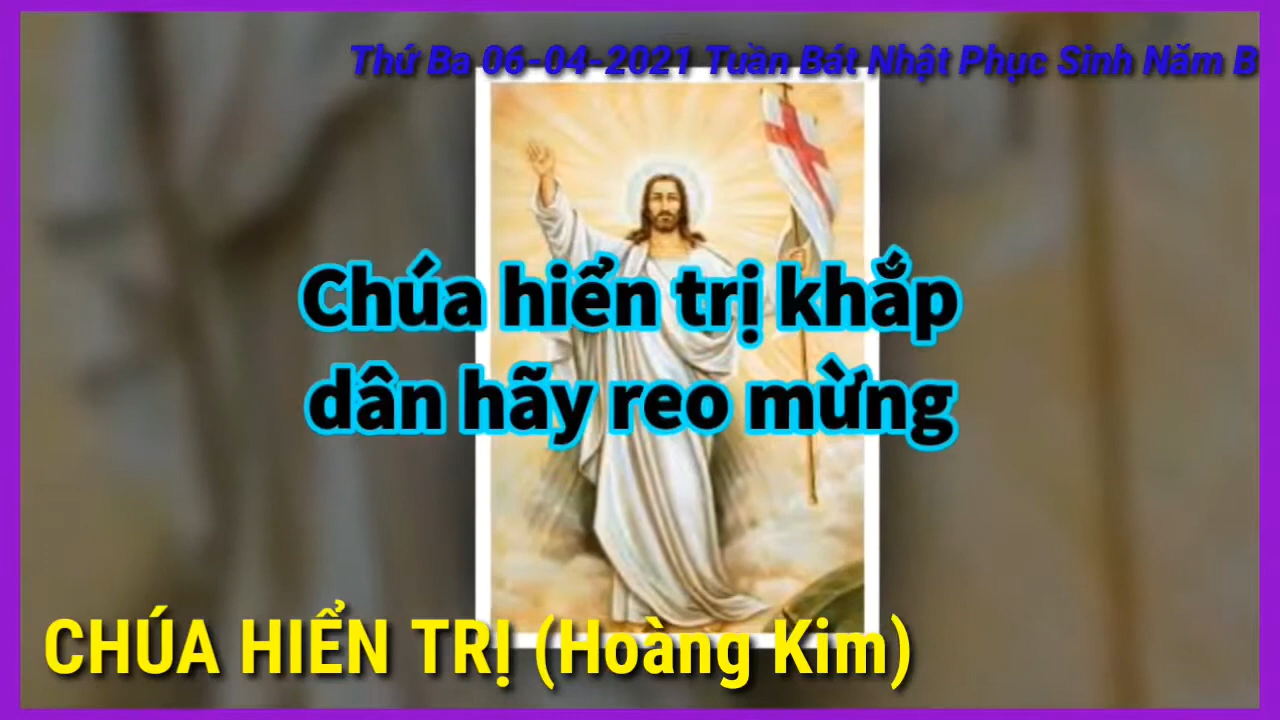 Thứ Ba 06-04-2021 Tuần Bát Nhật Phục Sinh Năm B
Chúa hiển trị khắp
dân hãy reo mừng
CHÚA HIỂN TRỊ (Hoàng Kim)